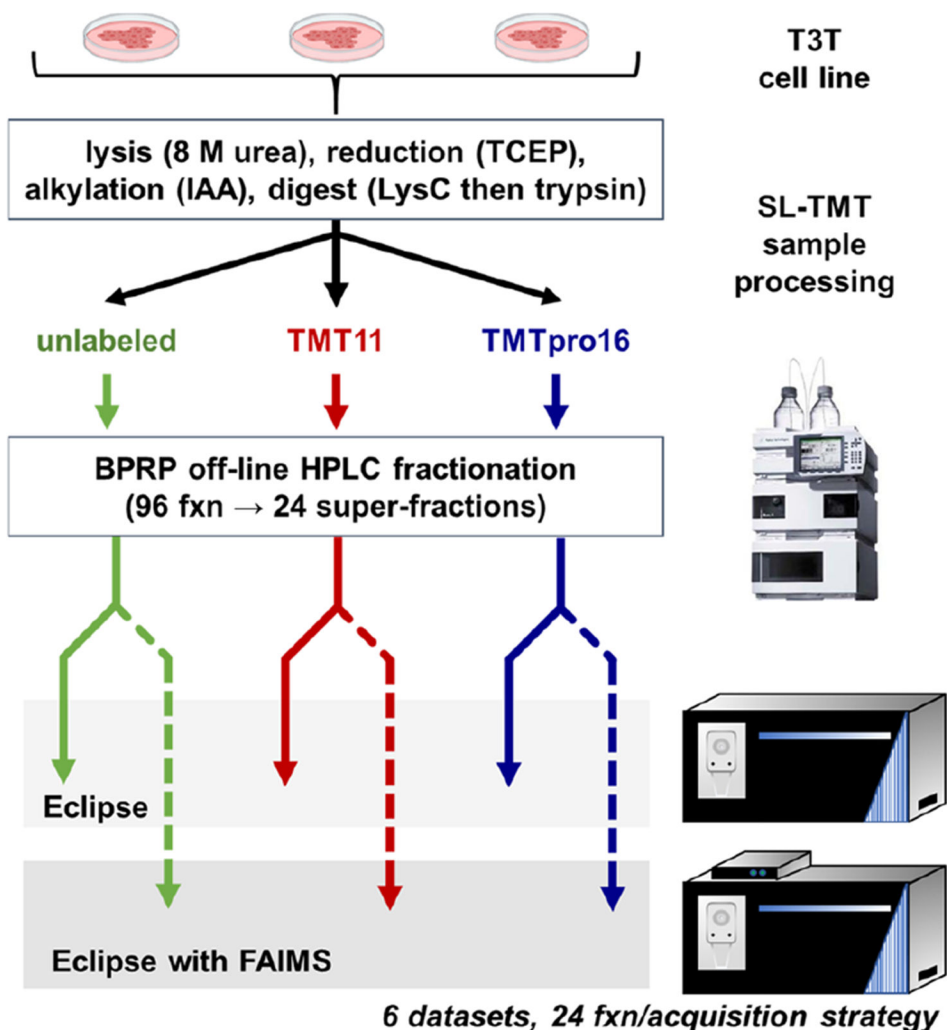 T3T
cell line
lysis (8 M urea), reduction (TCEP),
alkylation (IAA), digest (LysC then trypsin)
SL-TMT
sample
processing
unlabeled
TMT11
TMTpro16
BPRP off-line HPLC fractionation
(96 fxn → 24 super-fractions)
Eclipse
Eclipse with FAIMS
6 datasets, 24 fxn/acquisition strategy